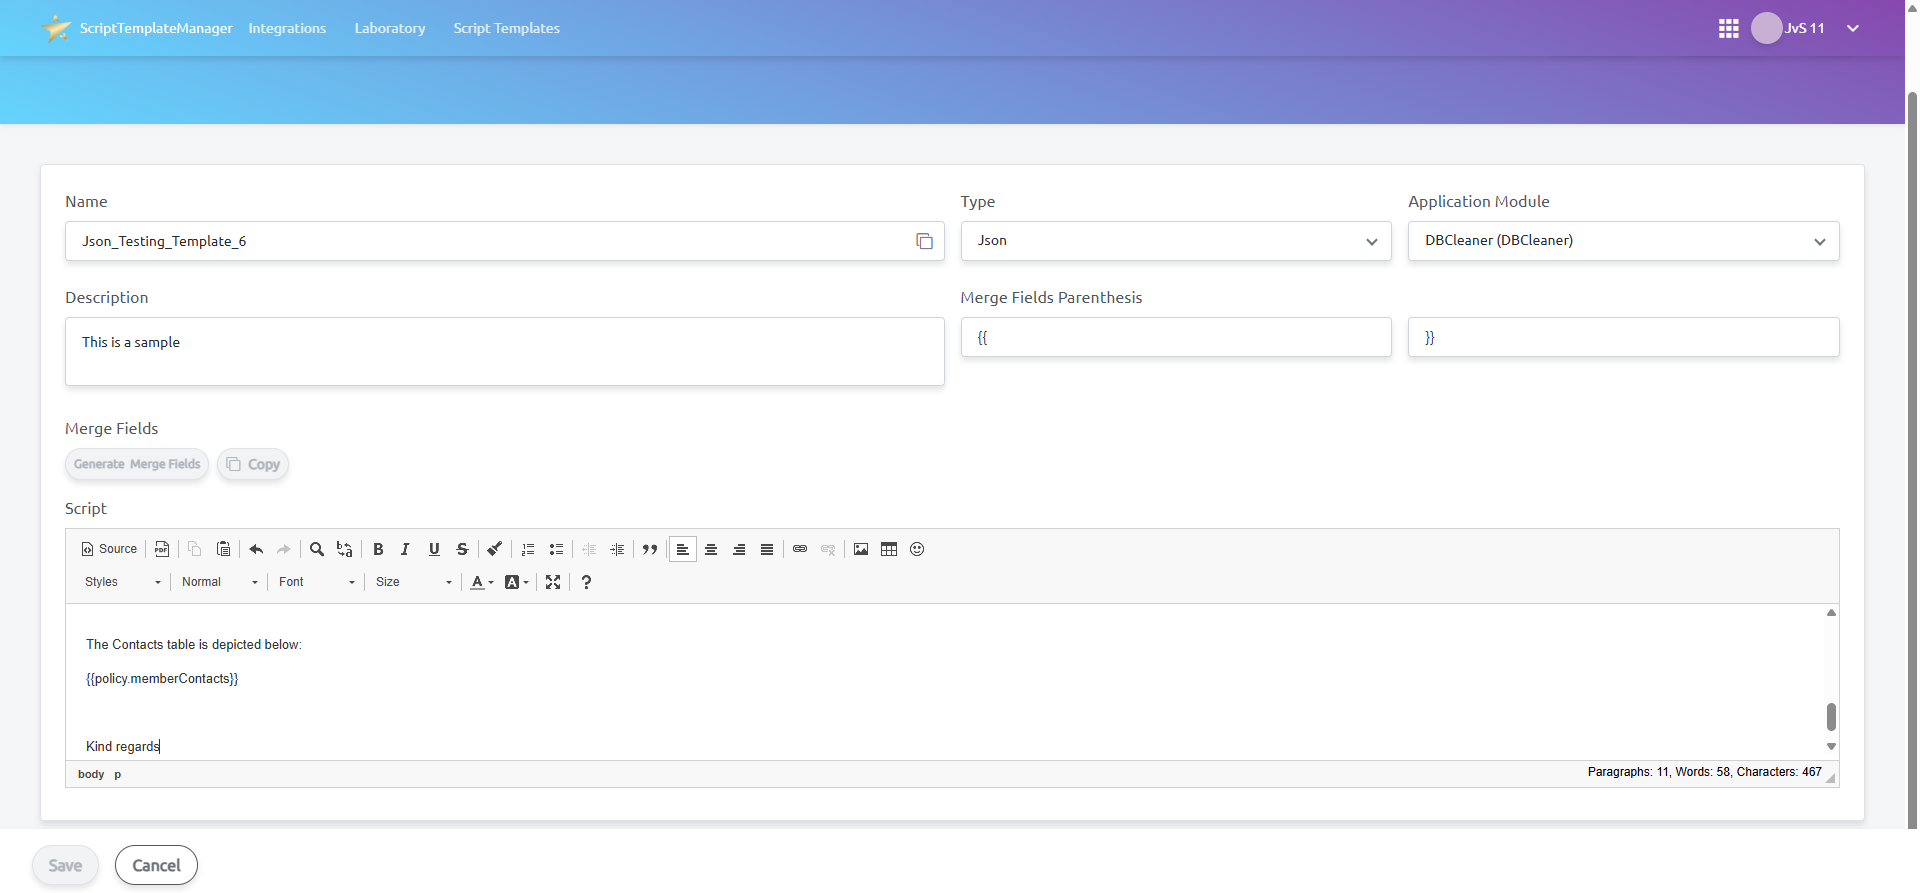 ScriptTemplateManager Integrations Laboratory Script Templates JvS 11
Name Type Application Module
Json_Testing_Template_6 Json DBCleaner (DBCleaner)
Description Merge Fields Parenthesis
This is a sample {{ }}
Merge Fields
Generate Merge Fields Copy
Script
Source PDF B I U S
Styles Normal Font Size A A ?
The Contacts table is depicted below:
{{policy.memberContacts}}
Kind regards
body p Paragraphs: 11, Words: 58, Characters: 467
Save Cancel